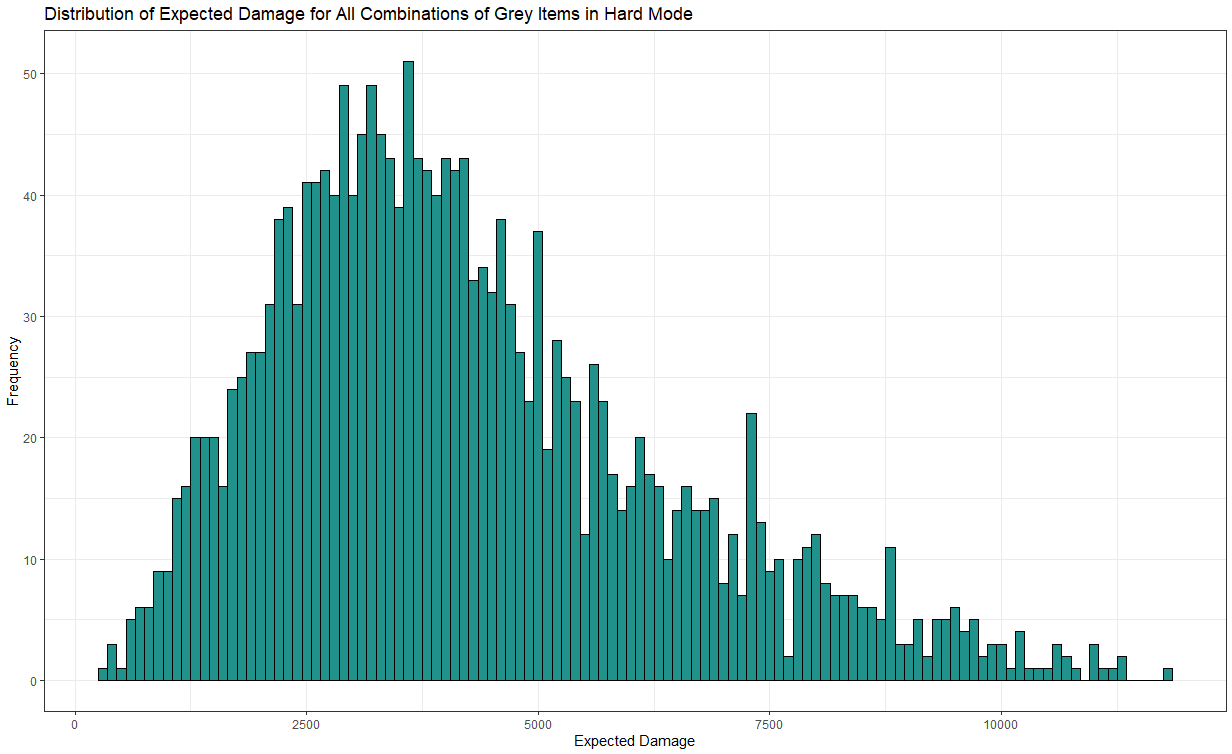 Distribution of Expected Damage for All Combinations of Grey Items in Hard Mode
50
40
30
20
10
0
Frequency
0 2500 5000 7500 10000
Expected Damage